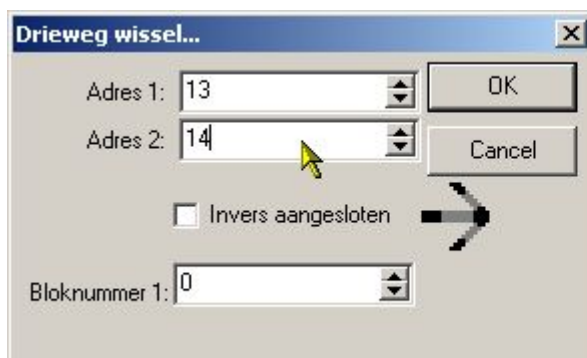 Drieweg wissel...
Adres 1: 13
OK
Adres 2: 14
Cancel
Invers aangesloten
Bloknummer 1: 0